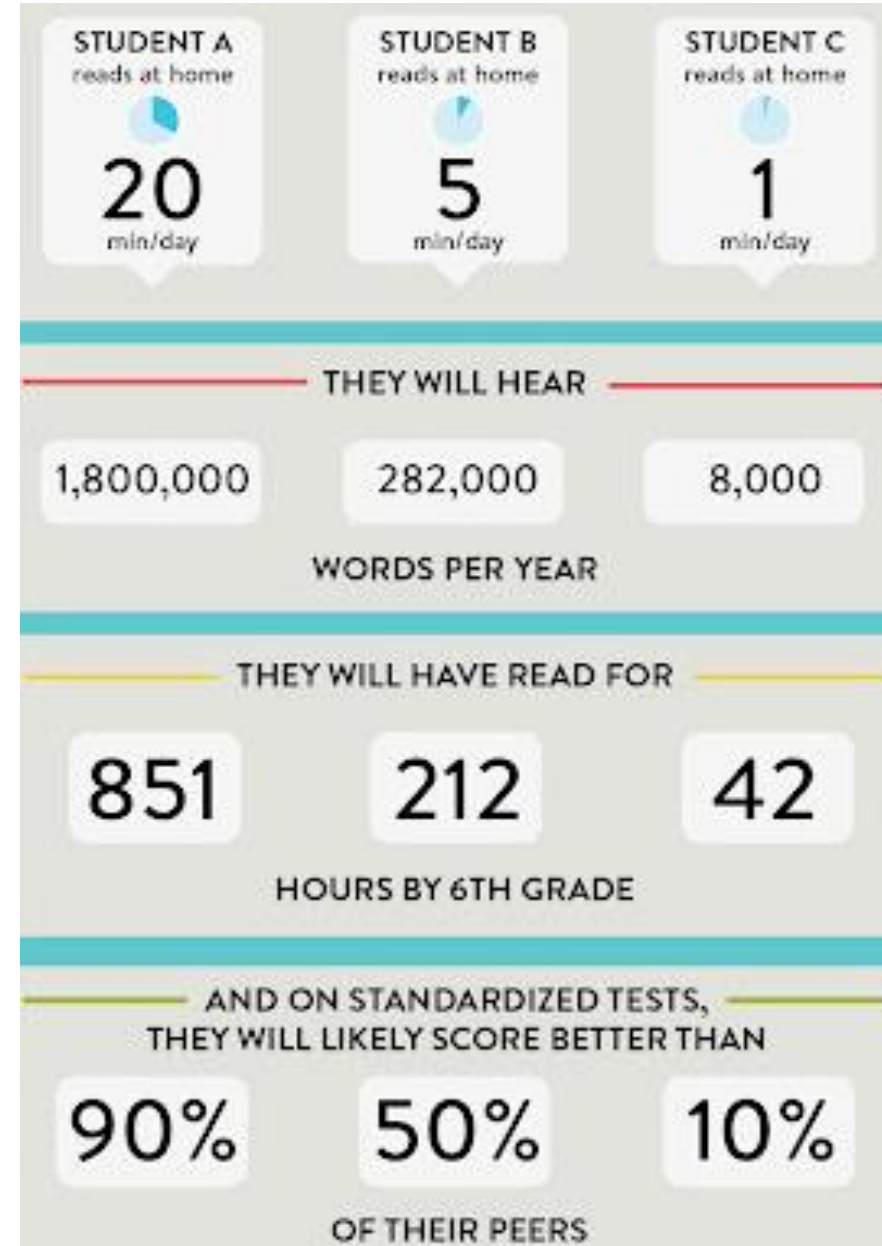 STUDENT A
reads at home
20
min/day
STUDENT B
reads at home
5
min/day
STUDENT C
reads at home
1
min/day
THEY WILL HEAR
1,800,000 282,000 8,000
WORDS PER YEAR
THEY WILL HAVE READ FOR
851 212 42
HOURS BY 6TH GRADE
AND ON STANDARDIZED TESTS,
THEY WILL LIKELY SCORE BETTER THAN
90% 50% 10%
OF THEIR PEERS